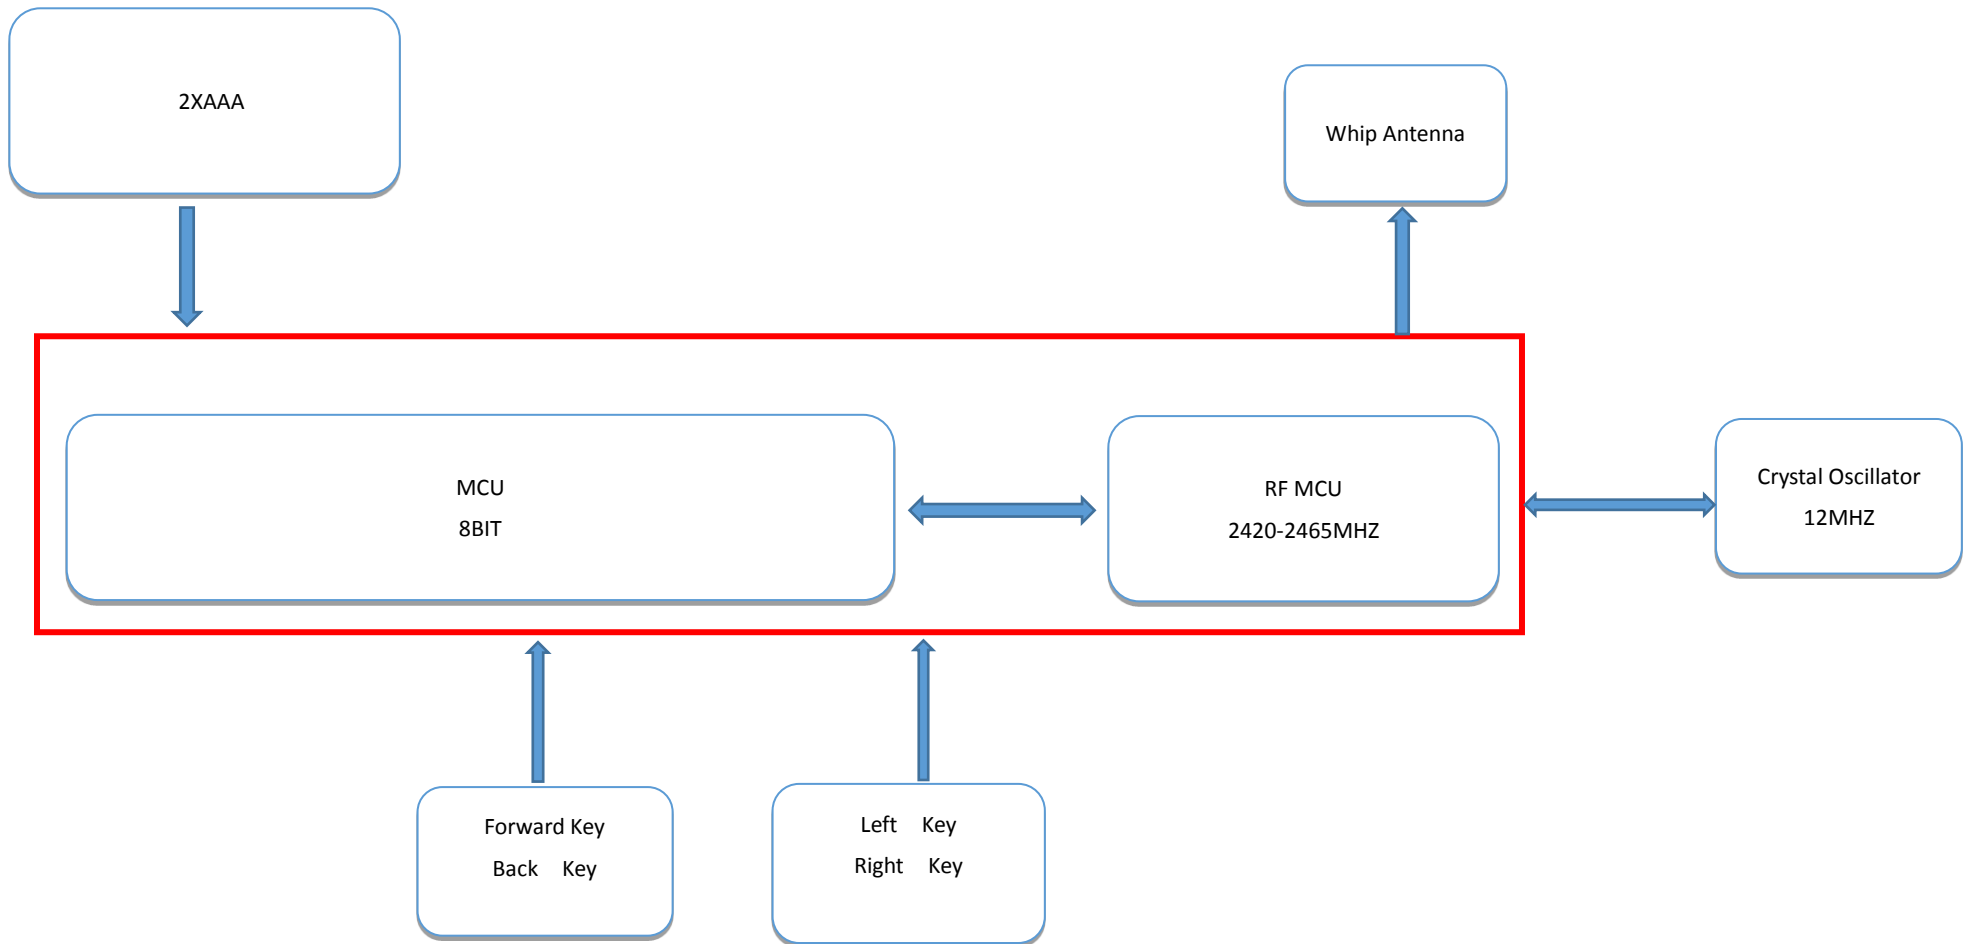 2XAAA
Whip Antenna
MCU
8BIT
RF MCU
2420-2465MHZ
Crystal Oscillator
12MHZ
Forward Key
Back Key
Left Key
Right Key